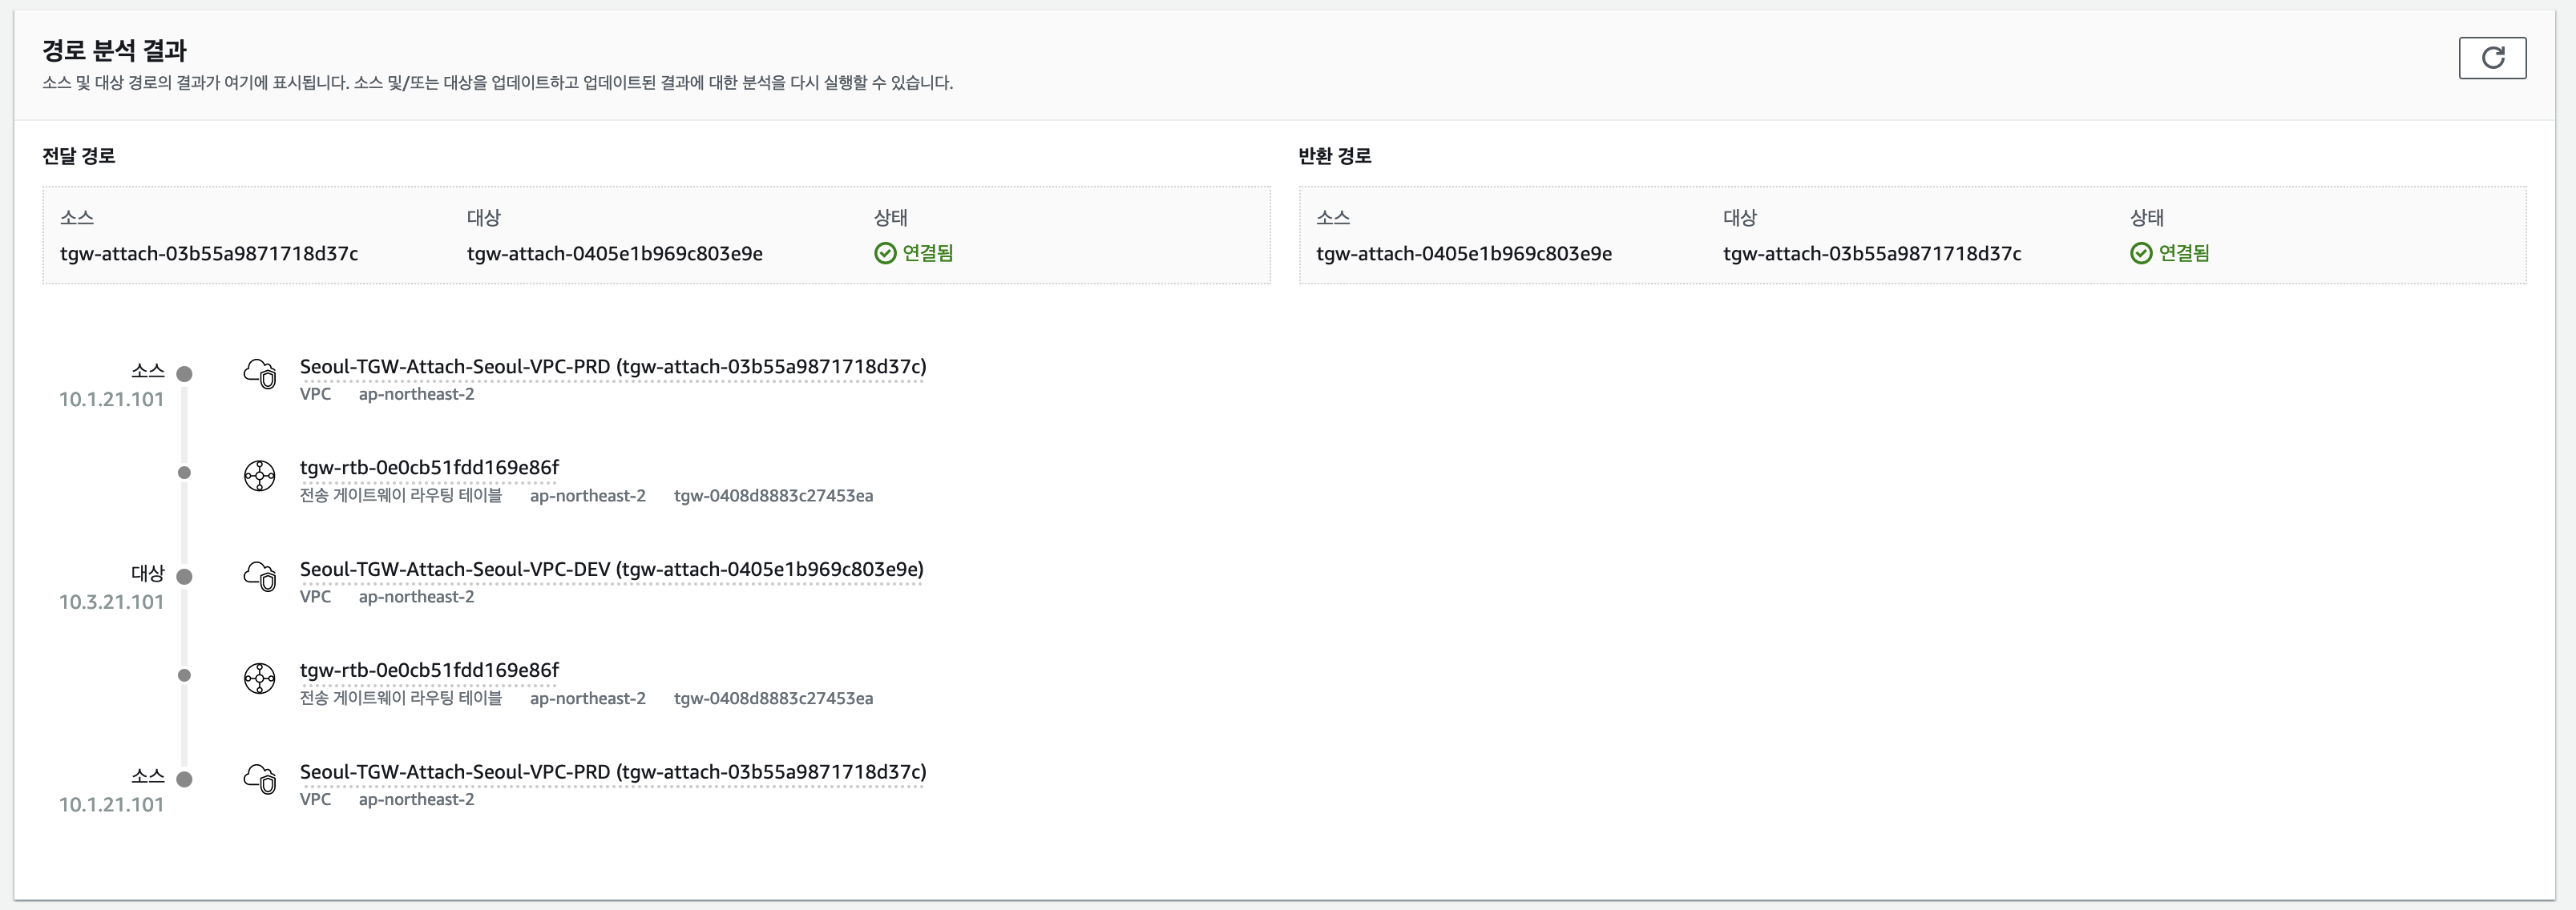 경로 분석 결과
소스 및 대상 경로의 결과가 여기에 표시됩니다. 소스 및/또는 대상을 업데이트하고 업데이트된 결과에 대한 분석을 다시 실행할 수 있습니다.
전달 경로
소스 대상 상태
tgw-attach-03b55a9871718d37c tgw-attach-0405e1b969c803e9e 연결됨
반환 경로
소스 대상 상태
tgw-attach-0405e1b969c803e9e tgw-attach-03b55a9871718d37c 연결됨
소스 Seoul-TGW-Attach-Seoul-VPC-PRD (tgw-attach-03b55a9871718d37c)
10.1.21.101 VPC ap-northeast-2
tgw-rtb-0e0cb51fdd169e86f
전송 게이트웨이 라우팅 테이블 ap-northeast-2 tgw-0408d8883c27453ea
대상 Seoul-TGW-Attach-Seoul-VPC-DEV (tgw-attach-0405e1b969c803e9e)
10.3.21.101 VPC ap-northeast-2
tgw-rtb-0e0cb51fdd169e86f
전송 게이트웨이 라우팅 테이블 ap-northeast-2 tgw-0408d8883c27453ea
소스 Seoul-TGW-Attach-Seoul-VPC-PRD (tgw-attach-03b55a9871718d37c)
10.1.21.101 VPC ap-northeast-2